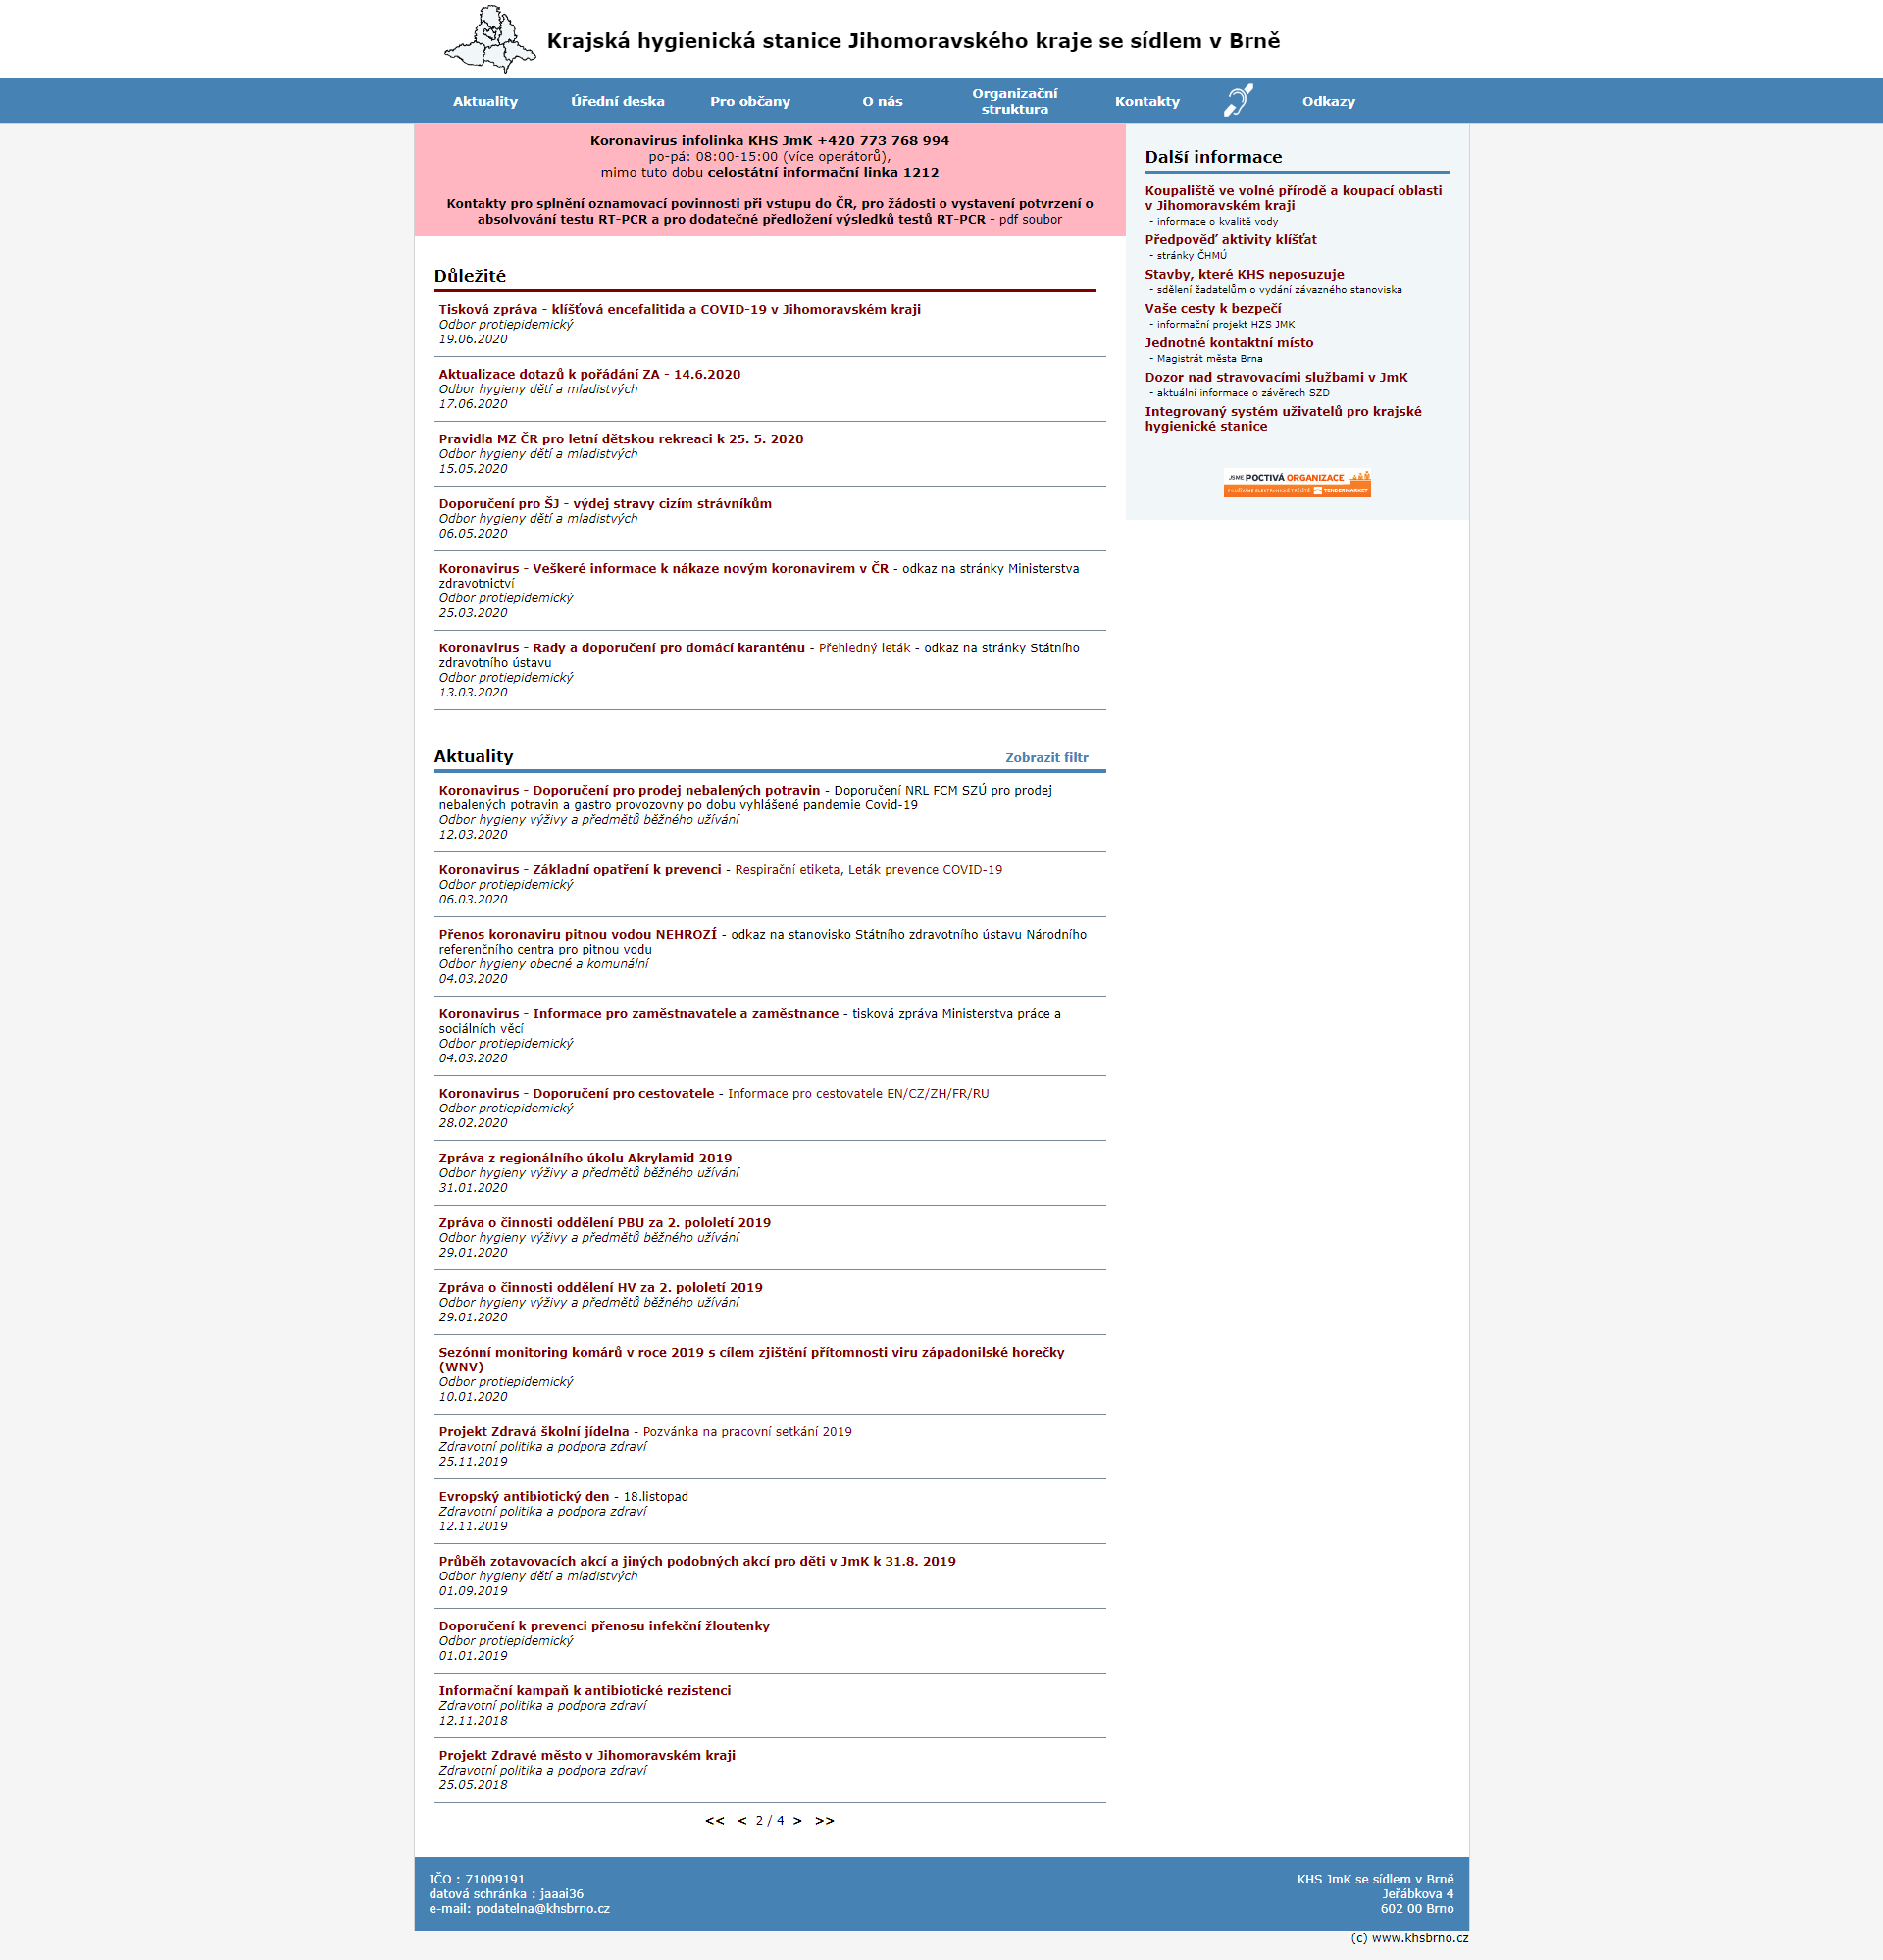 Krajská hygienická stanice Jihomoravského kraje se sídlem v Brně
Aktuality
Úřední deska
Pro občany
O nás
Organizační
struktura
Kontakty
Odkazy
Koronavirus infolinka KHS JmK +420 773 768 994
po-pá: 08:00-15:00 (více operátorů),
mimo tuto dobu celostátní informační linka 1212
Kontakty pro splnění oznamovací povinnosti při vstupu do ČR, pro žádosti o vystavení potvrzení o
absolvování testu RT-PCR a pro dodatečné předložení výsledků testů RT-PCR - pdf soubor
Důležité
Tisková zpráva - klíšťová encefalitida a COVID-19 v Jihomoravském kraji
Odbor protiepidemický
19.06.2020
Aktualizace dotazů k pořádání ZA - 14.6.2020
Odbor hygieny dětí a mladistvých
17.06.2020
Pravidla MZ ČR pro letní dětskou rekreaci k 25. 5. 2020
Odbor hygieny dětí a mladistvých
15.05.2020
Doporučení pro ŠJ - výdej stravy cizím strávníkům
Odbor hygieny dětí a mladistvých
06.05.2020
Koronavirus - Veškeré informace k nákaze novým koronavirem v ČR - odkaz na stránky Ministerstva
zdravotnictví
Odbor protiepidemický
25.03.2020
Koronavirus - Rady a doporučení pro domácí karanténu - Přehledný leták - odkaz na stránky Státního
zdravotního ústavu
Odbor protiepidemický
13.03.2020
Aktuality
Zobrazit filtr
Koronavirus - Doporučení pro prodej nebalených potravin - Doporučení NRL FCM SZÚ pro prodej
nebalených potravin a gastro provozovny po dobu vyhlášené pandemie Covid-19
Odbor hygieny výživy a předmětů běžného užívání
12.03.2020
Koronavirus - Základní opatření k prevenci - Respirační etiketa, Leták prevence COVID-19
Odbor protiepidemický
06.03.2020
Přenos koronaviru pitnou vodou NEHROZÍ - odkaz na stanovisko Státního zdravotního ústavu Národního
referenčního centra pro pitnou vodu
Odbor hygieny obecné a komunální
04.03.2020
Koronavirus - Informace pro zaměstnavatele a zaměstnance - tisková zpráva Ministerstva práce a
sociálních věcí
Odbor protiepidemický
04.03.2020
Koronavirus - Doporučení pro cestovatele - Informace pro cestovatele EN/CZ/ZH/FR/RU
Odbor protiepidemický
28.02.2020
Zpráva z regionálního úkolu Akrylamid 2019
Odbor hygieny výživy a předmětů běžného užívání
31.01.2020
Zpráva o činnosti oddělení PBU za 2. pololetí 2019
Odbor hygieny výživy a předmětů běžného užívání
29.01.2020
Zpráva o činnosti oddělení HV za 2. pololetí 2019
Odbor hygieny výživy a předmětů běžného užívání
29.01.2020
Sezónní monitoring komárů v roce 2019 s cílem zjištění přítomnosti viru západonilské horečky
(WNV)
Odbor protiepidemický
10.01.2020
Projekt Zdravá školní jídelna - Pozvánka na pracovní setkání 2019
Zdravotní politika a podpora zdraví
25.11.2019
Evropský antibiotický den - 18.listopad
Zdravotní politika a podpora zdraví
12.11.2019
Průběh zotavovacích akcí a jiných podobných akcí pro děti v JmK k 31.8. 2019
Odbor hygieny dětí a mladistvých
01.09.2019
Doporučení k prevenci přenosu infekční žloutenky
Odbor protiepidemický
01.01.2019
Informační kampaň k antibiotické rezistenci
Zdravotní politika a podpora zdraví
12.11.2018
Projekt Zdravé město v Jihomoravském kraji
Zdravotní politika a podpora zdraví
25.05.2018
<< < 2 / 4 > >>
Další informace
Koupaliště ve volné přírodě a koupací oblasti
v Jihomoravském kraji
- informace o kvalitě vody
Předpověď aktivity klíšťat
- stránky ČHMÚ
Stavby, které KHS neposuzuje
- sdělení žadatelům o vydání závazného stanoviska
Vaše cesty k bezpečí
- informační projekt HZS JMK
Jednotné kontaktní místo
- Magistrát města Brna
Dozor nad stravovacími službami v JmK
- aktuální informace o závěrech SZD
Integrovaný systém uživatelů pro krajské
hygienické stanice
JSME POCTIVÁ ORGANIZACE
POUŽÍVÁME ELEKTRONICKÉ TRŽIŠTĚ TENDERMARKET
IČO : 71009191
datová schránka : jaaai36
e-mail: podatelna@khsbrno.cz
KHS JmK se sídlem v Brně
Jeřábkova 4
602 00 Brno
(c) www.khsbrno.cz